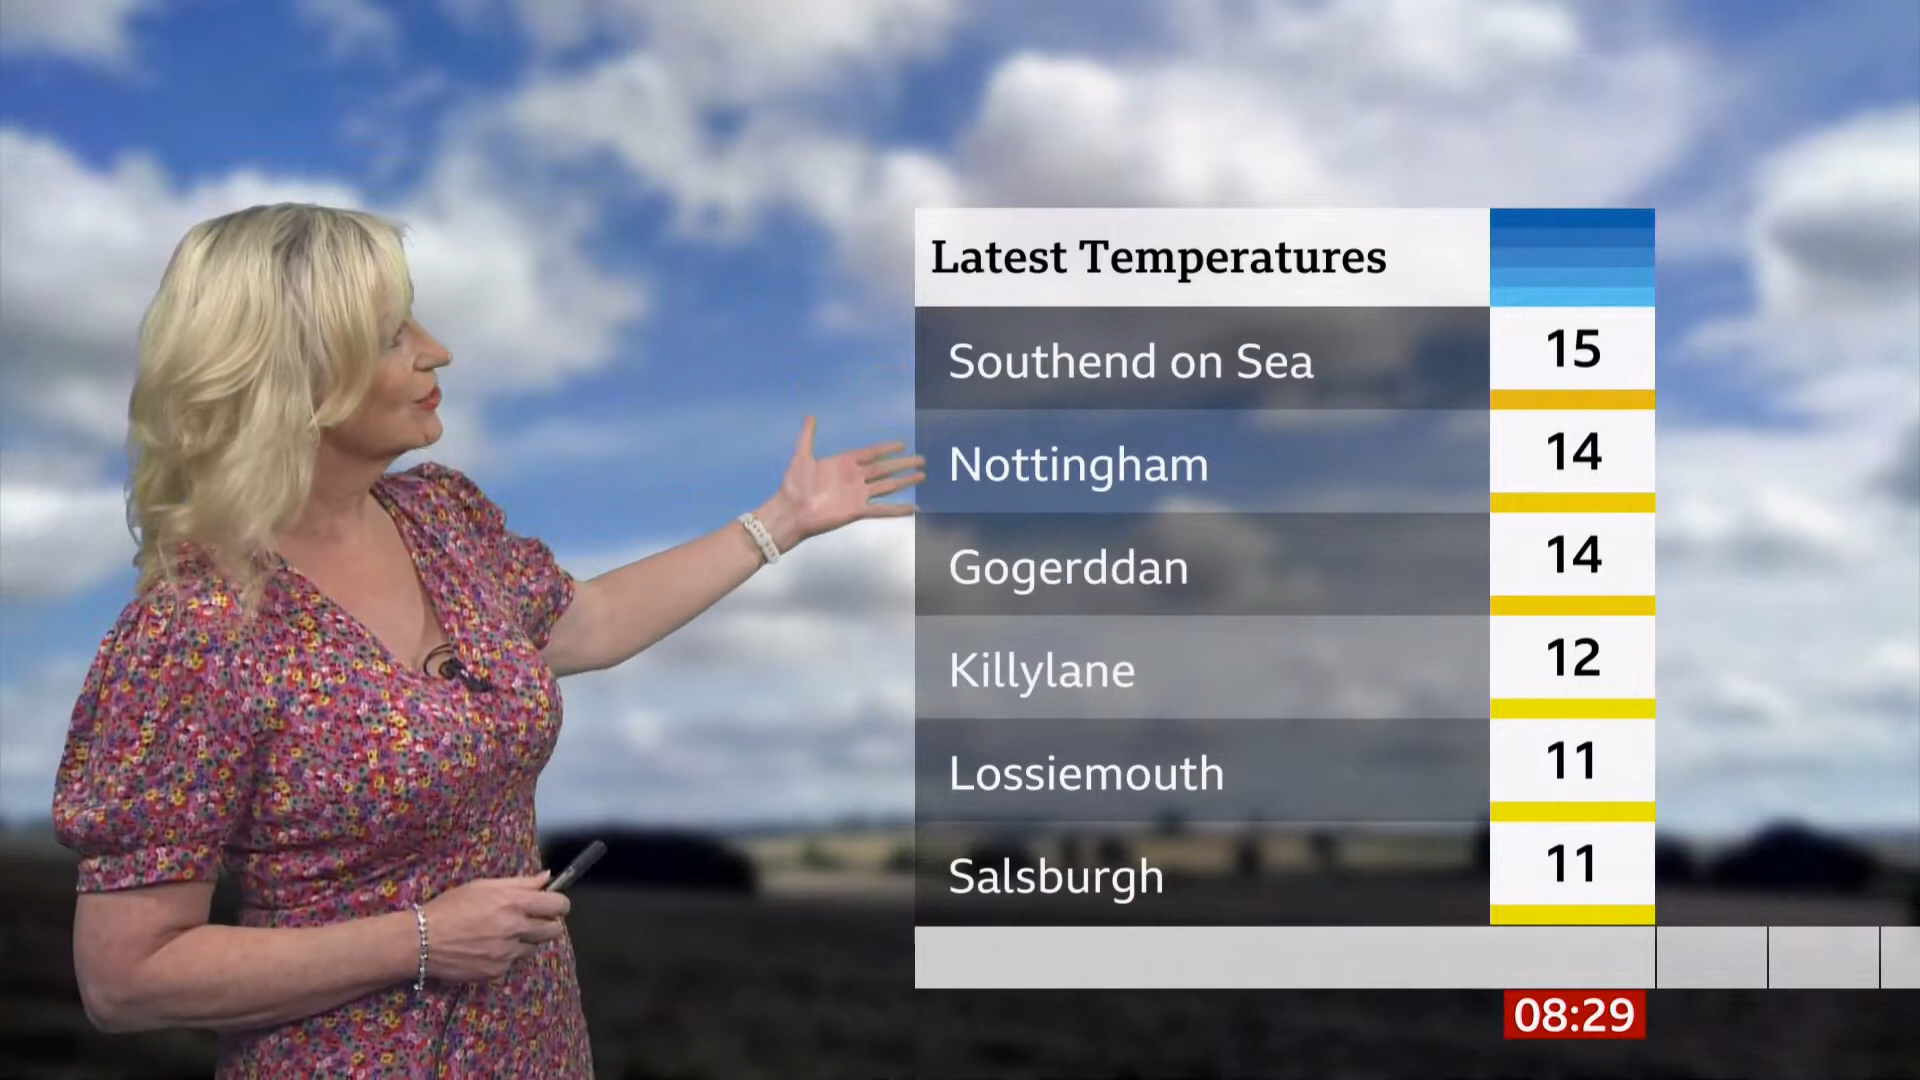 Latest Temperatures
Southend on Sea 15
Nottingham 14
Gogerddan 14
Killylane 12
Lossiemouth 11
Salsburgh 11
08:29